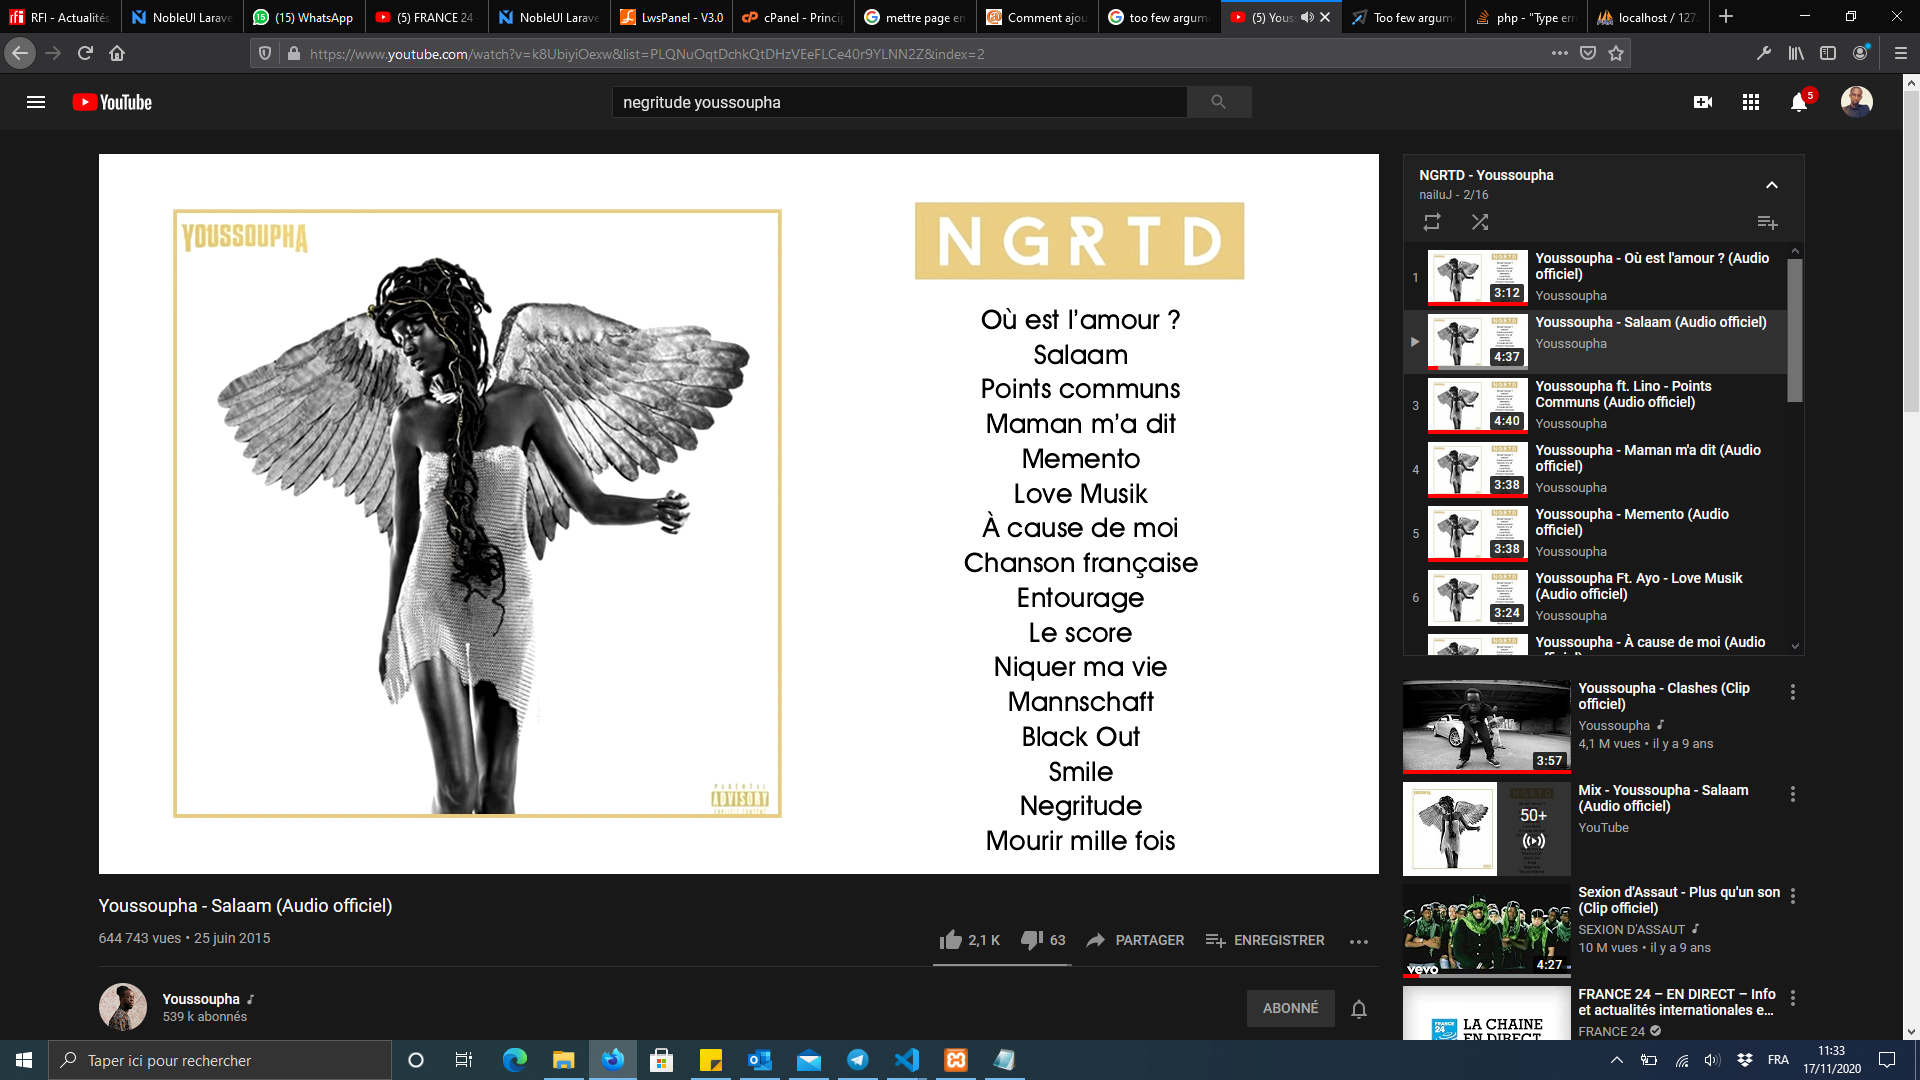 RFI - Actualités
NobleUI Larave
(15) WhatsApp
(5) FRANCE 24
NobleUI Larave
LwsPanel - V3.0
cPanel - Princip
mettre page en
Comment ajou
too few argum
(5) Youss
Too few argum
php - "Type err
localhost / 127.
https://www.youtube.com/watch?v=k8UbiyiOexw&list=PLQNuOqtDchkQtDHzVEeFLCe40r9YLNN2Z&index=2
YouTube
negritude youssoupha
5
YOUSSOUPHA
PARENTAL
ADVISORY
EXPLICIT CONTENT
NGRTD
Où est l'amour ?
Salaam
Points communs
Maman m'a dit
Memento
Love Musik
À cause de moi
Chanson française
Entourage
Le score
Niquer ma vie
Mannschaft
Black Out
Smile
Negritude
Mourir mille fois
Youssoupha - Salaam (Audio officiel)
644 743 vues • 25 juin 2015
2,1 K
63
PARTAGER
ENREGISTRER
Youssoupha
539 k abonnés
ABONNÉ
NGRTD - Youssoupha
nailuJ - 2/16
1
3:12
Youssoupha - Où est l'amour ? (Audio
officiel)
Youssoupha
4:37
Youssoupha - Salaam (Audio officiel)
Youssoupha
3
4:40
Youssoupha ft. Lino - Points
Communs (Audio officiel)
Youssoupha
4
3:38
Youssoupha - Maman m'a dit (Audio
officiel)
Youssoupha
5
3:38
Youssoupha - Memento (Audio
officiel)
Youssoupha
6
3:24
Youssoupha Ft. Ayo - Love Musik
(Audio officiel)
Youssoupha
Youssoupha - À cause de moi (Audio
officiel)
3:57
Youssoupha - Clashes (Clip
officiel)
Youssoupha
4,1 M vues • il y a 9 ans
50+
Mix - Youssoupha - Salaam
(Audio officiel)
YouTube
vevo
4:27
Sexion d'Assaut - Plus qu'un son
(Clip officiel)
SEXION D'ASSAUT
10 M vues • il y a 9 ans
FRANCE
24
LA CHAINE
EN DIRECT
FRANCE 24 – EN DIRECT – Info
et actualités internationales e...
FRANCE 24
Taper ici pour rechercher
FRA
11:33
17/11/2020